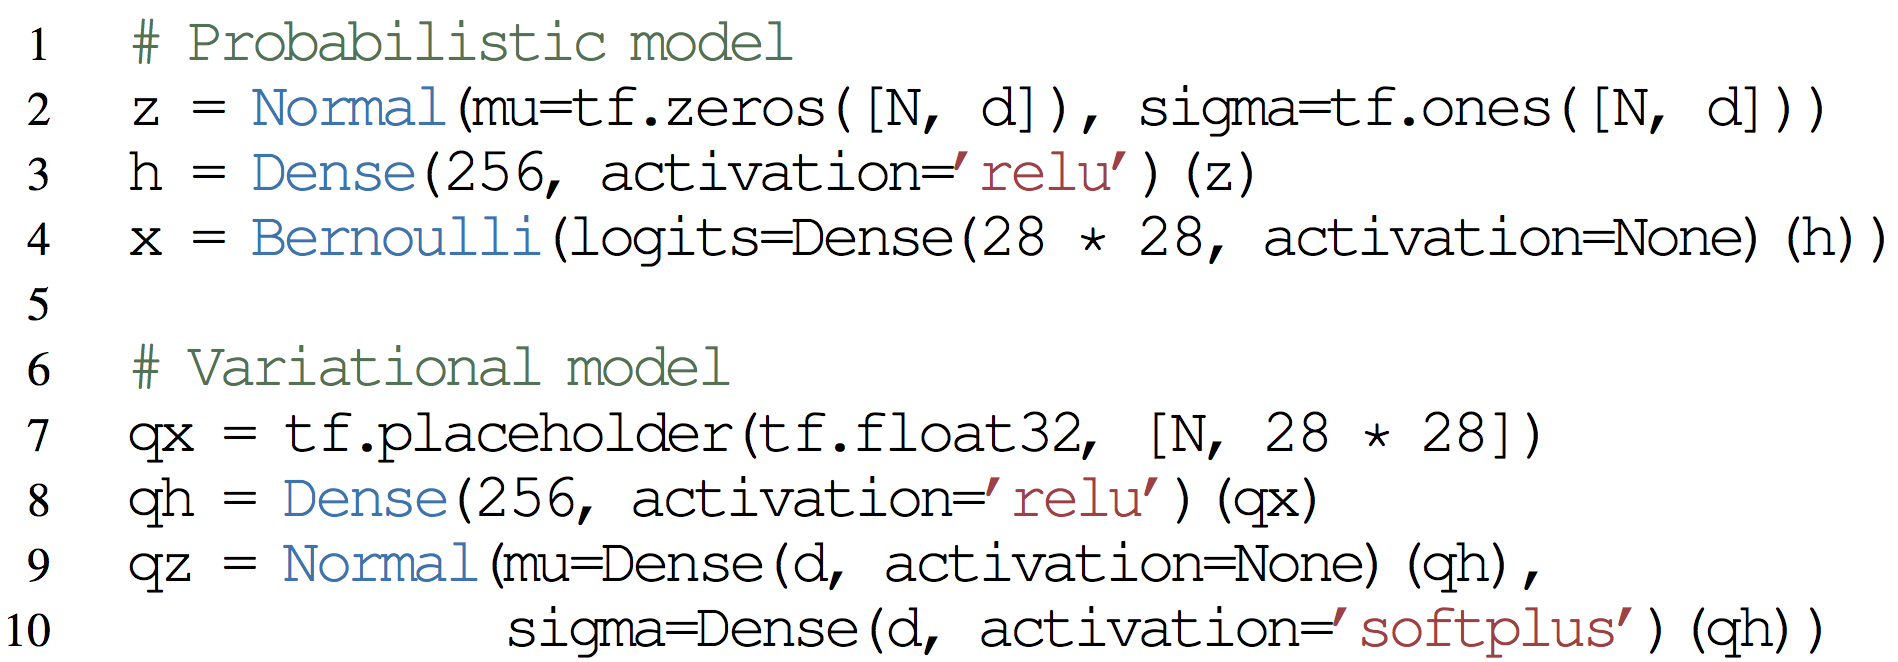 1 # Probabilistic model
2 z = Normal(mu=tf.zeros([N, d]), sigma=tf.ones([N, d]))
3 h = Dense(256, activation=’relu’)(z)
4 x = Bernoulli(logits=Dense(28 * 28, activation=None)(h))
5
6 # Variational model
7 qx = tf.placeholder(tf.float32, [N, 28 * 28])
8 qh = Dense(256, activation=’relu’)(qx)
9 qz = Normal(mu=Dense(d, activation=None)(qh),
10 sigma=Dense(d, activation=’softplus’)(qh))